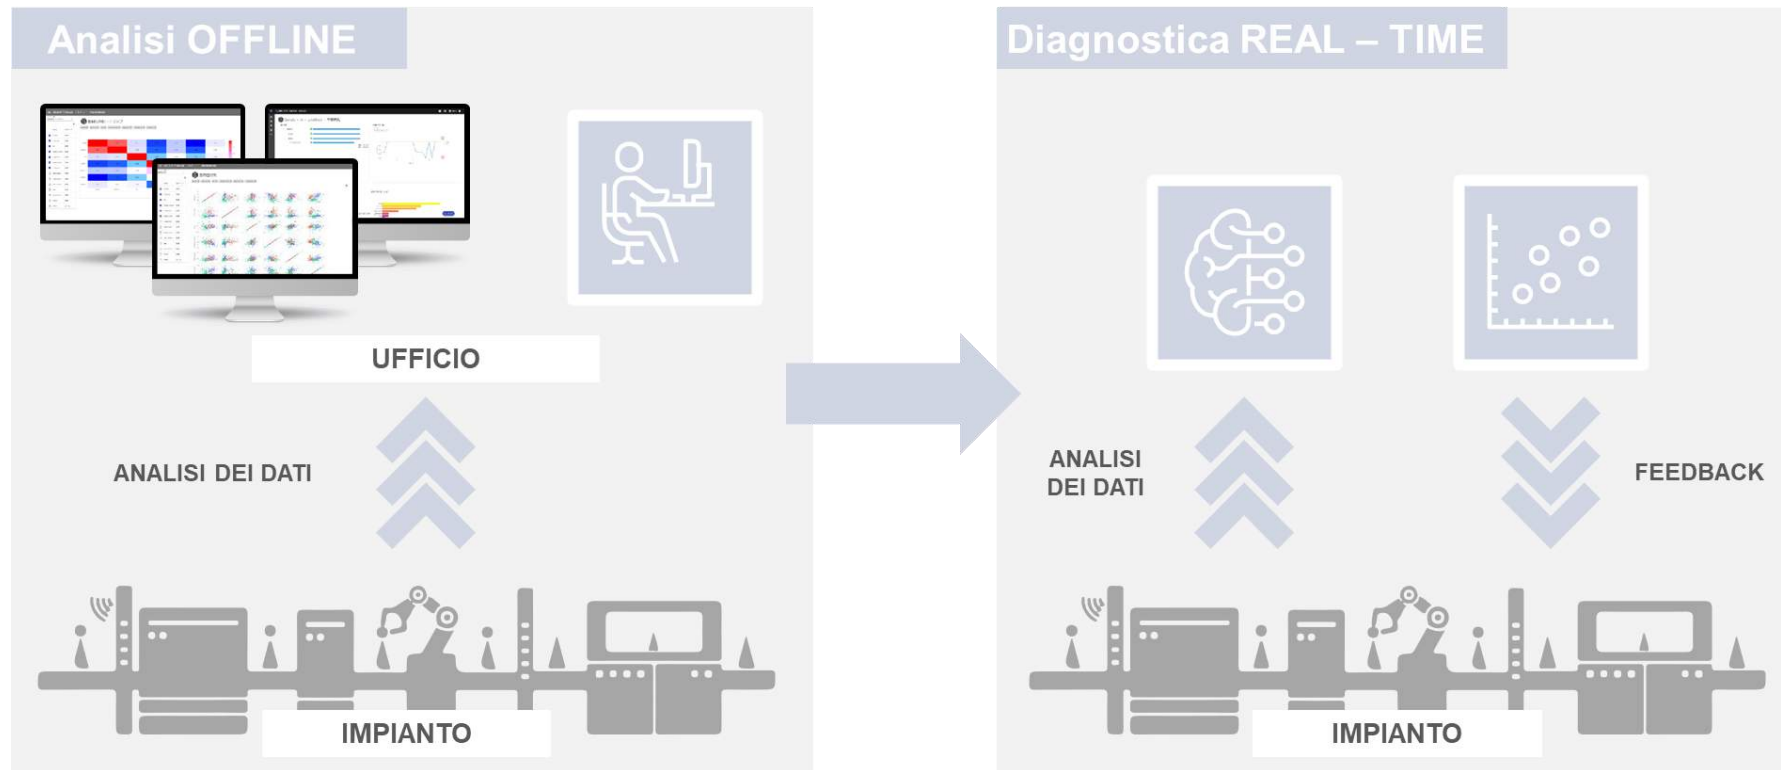 Analisi OFFLINE
UFFICIO
ANALISI DEI DATI
IMPIANTO
Diagnostica REAL – TIME
ANALISI
DEI DATI
FEEDBACK
IMPIANTO